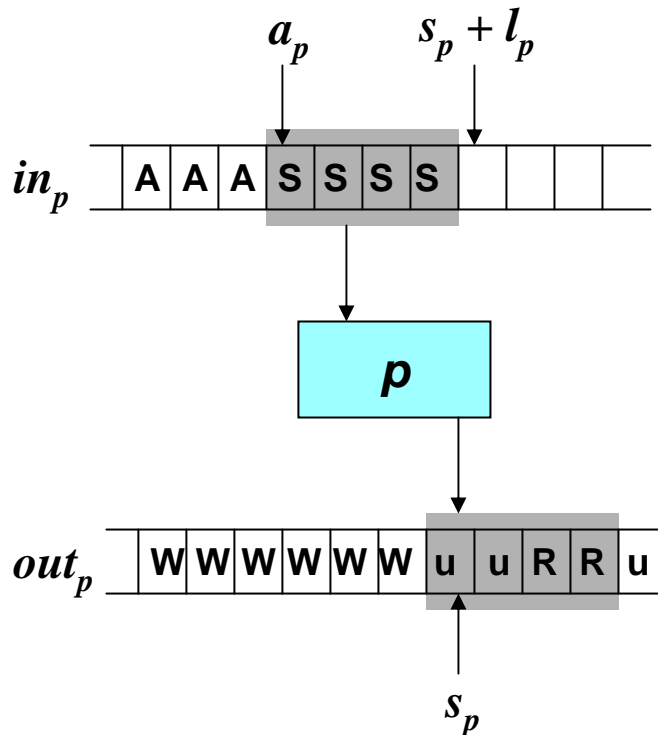 a_p s_p + l_p
in_p A A A S S S S
p
out_p W W W W W W u u R R u
s_p